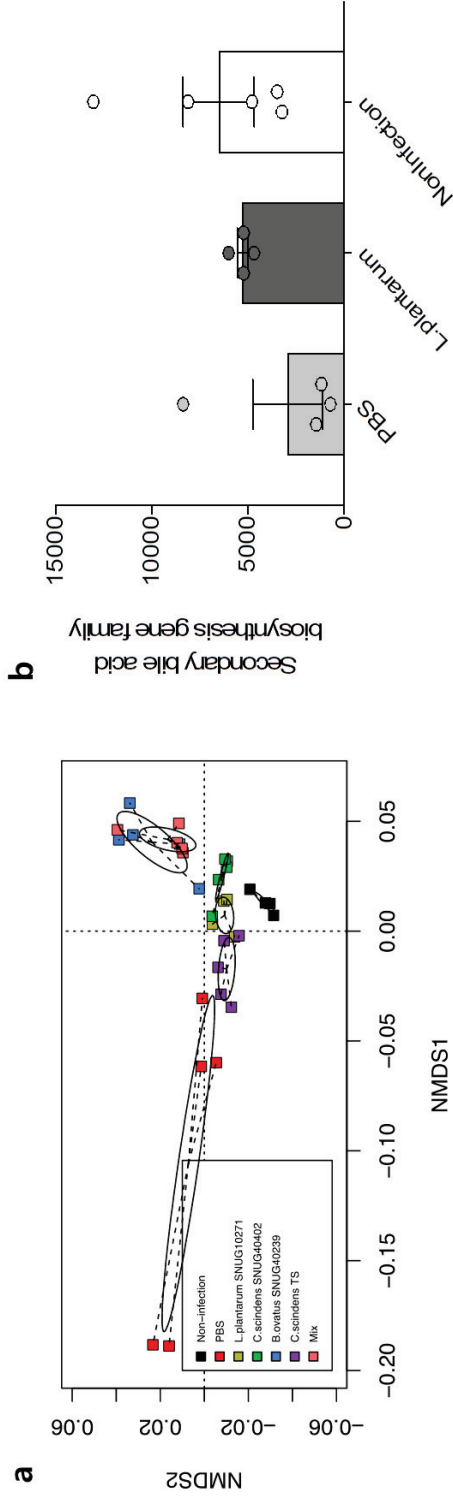 a
0.06
0.02
−0.02
−0.06
NMDS2
Non−infection
PBS
L.plantarum SNUG10271
C.scindens SNUG40402
B.ovatus SNUG40239
C.scindens TS
Mix
−0.20
−0.15
−0.10
−0.05
0.00
0.05
NMDS1
b
Secondary bile acid
biosynthesis gene family
15000
10000
5000
0
PBS
L.plantarum
NonInfection